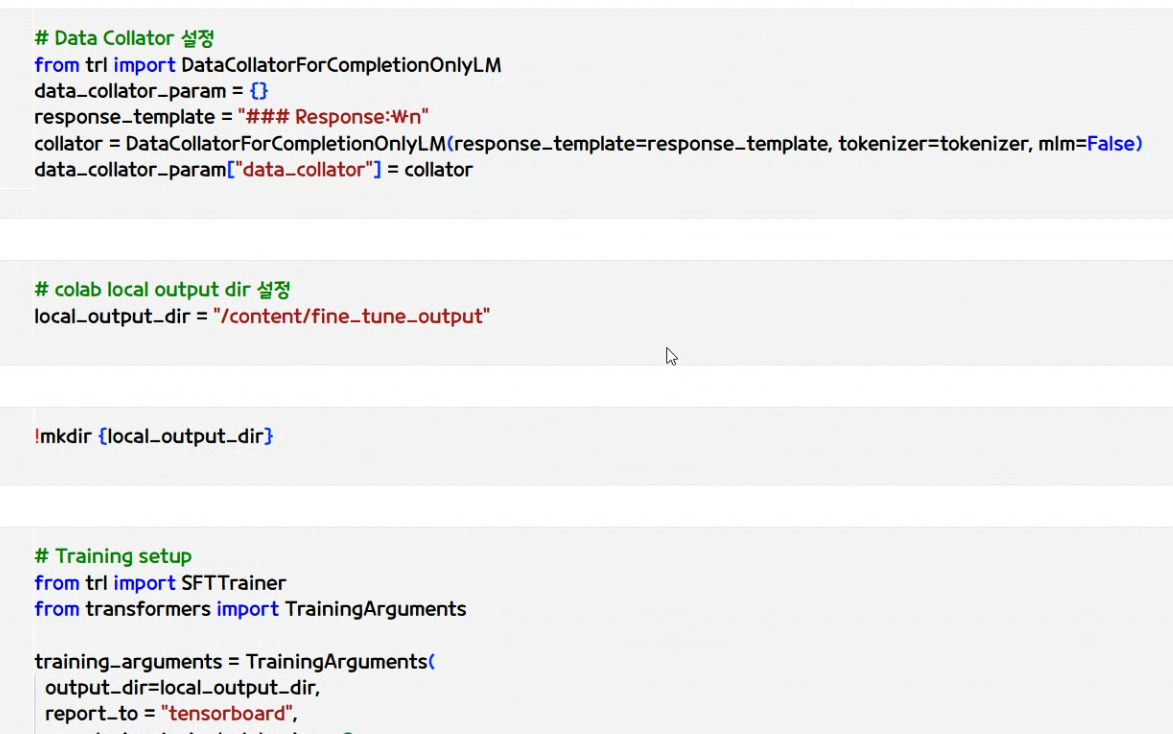 # Data Collator 설정
from trl import DataCollatorForCompletionOnlyLM
data_collator_param = {}
response_template = "### Response:₩n"
collator = DataCollatorForCompletionOnlyLM(response_template=response_template, tokenizer=tokenizer, mlm=False)
data_collator_param["data_collator"] = collator
# colab local output dir 설정
local_output_dir = "/content/fine_tune_output"
!mkdir {local_output_dir}
# Training setup
from trl import SFTTrainer
from transformers import TrainingArguments
training_arguments = TrainingArguments(
output_dir=local_output_dir,
report_to = "tensorboard",